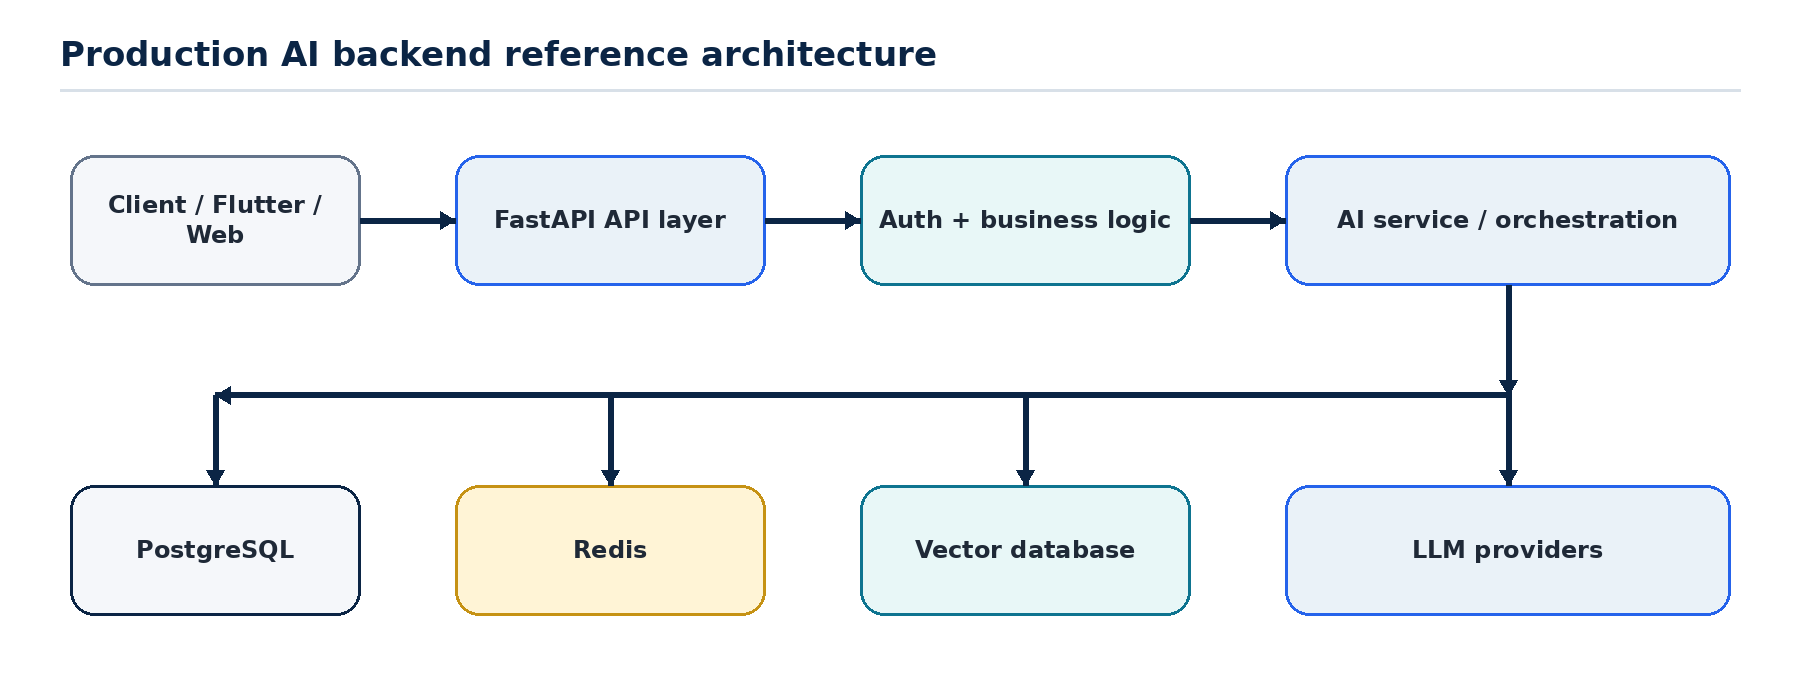 Production AI backend reference architecture
Client / Flutter /
Web
FastAPI API layer
Auth + business logic
AI service / orchestration
PostgreSQL
Redis
Vector database
LLM providers